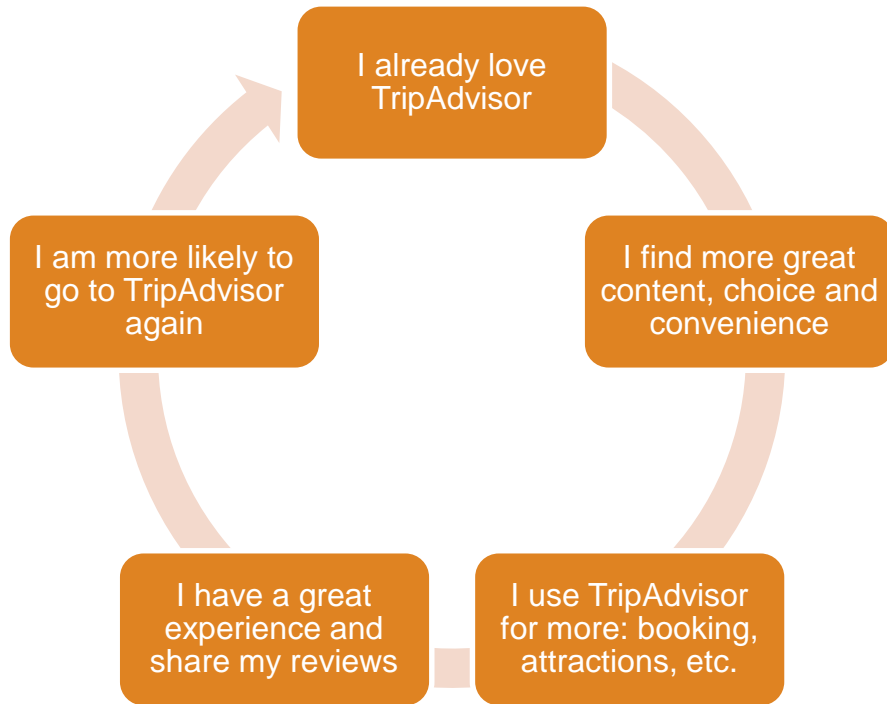 I already love
TripAdvisor
I find more great
content, choice and
convenience
I use TripAdvisor
for more: booking,
attractions, etc.
I have a great
experience and
share my reviews
I am more likely to
go to TripAdvisor
again